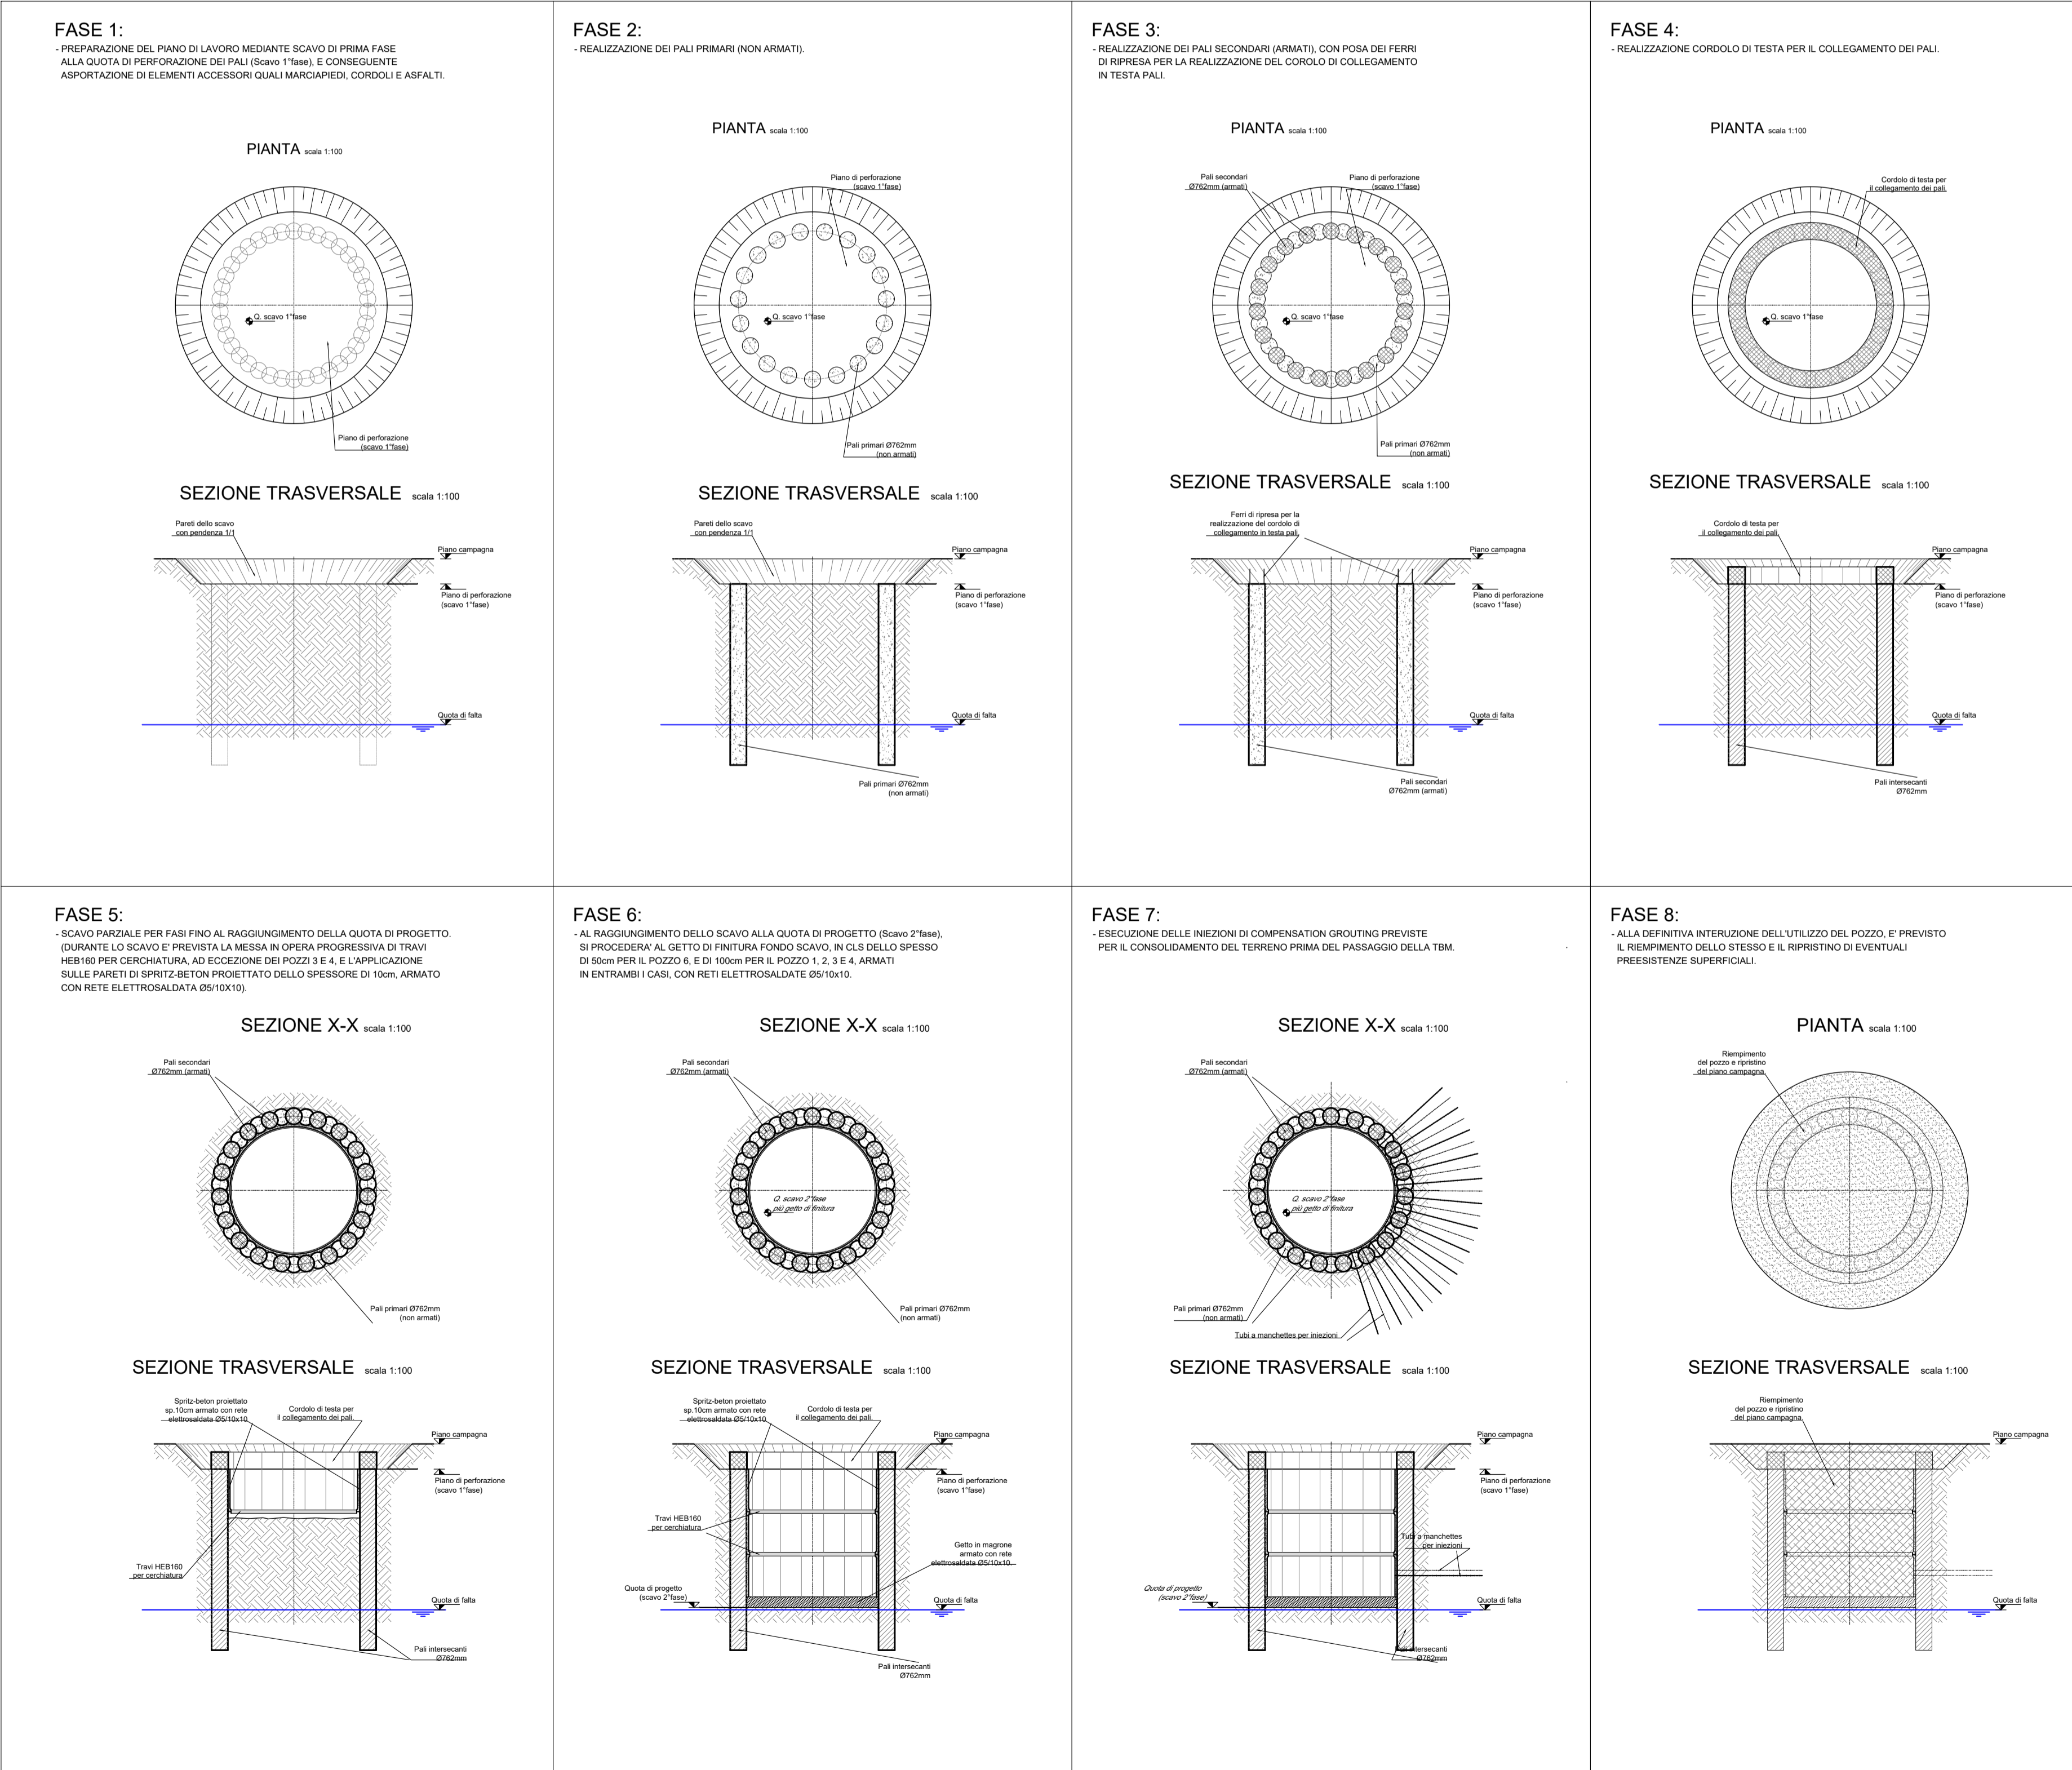 FASE 1:
- PREPARAZIONE DEL PIANO DI LAVORO MEDIANTE SCAVO DI PRIMA FASE
ALLA QUOTA DI PERFORAZIONE DEI PALI (Scavo 1°fase), E CONSEGUENTE
ASPORTAZIONE DI ELEMENTI ACCESSORI QUALI MARCIAPIEDI, CORDOLI E ASFALTI.
PIANTA scala 1:100
Q. scavo 1°fase
Piano di perforazione
(scavo 1°fase)
SEZIONE TRASVERSALE scala 1:100
Pareti dello scavo
con pendenza 1/1
Piano campagna
Piano di perforazione
(scavo 1°fase)
Quota di falta
FASE 2:
- REALIZZAZIONE DEI PALI PRIMARI (NON ARMATI).
PIANTA scala 1:100
Piano di perforazione
(scavo 1°fase)
Q. scavo 1°fase
Pali primari Ø762mm
(non armati)
SEZIONE TRASVERSALE scala 1:100
Pareti dello scavo
con pendenza 1/1
Piano campagna
Piano di perforazione
(scavo 1°fase)
Quota di falta
Pali primari Ø762mm
(non armati)
FASE 3:
- REALIZZAZIONE DEI PALI SECONDARI (ARMATI), CON POSA DEI FERRI
DI RIPRESA PER LA REALIZZAZIONE DEL COROLO DI COLLEGAMENTO
IN TESTA PALI.
PIANTA scala 1:100
Pali secondari
Ø762mm (armati)
Piano di perforazione
(scavo 1°fase)
Q. scavo 1°fase
Pali primari Ø762mm
(non armati)
SEZIONE TRASVERSALE scala 1:100
Ferri di ripresa per la
realizzazione del cordolo di
collegamento in testa pali.
Piano campagna
Piano di perforazione
(scavo 1°fase)
Quota di falta
Pali secondari
Ø762mm (armati)
FASE 4:
- REALIZZAZIONE CORDOLO DI TESTA PER IL COLLEGAMENTO DEI PALI.
PIANTA scala 1:100
Cordolo di testa per
il collegamento dei pali.
Q. scavo 1°fase
SEZIONE TRASVERSALE scala 1:100
Cordolo di testa per
il collegamento dei pali.
Piano campagna
Piano di perforazione
(scavo 1°fase)
Quota di falta
Pali intersecanti
Ø762mm
FASE 5:
- SCAVO PARZIALE PER FASI FINO AL RAGGIUNGIMENTO DELLA QUOTA DI PROGETTO.
(DURANTE LO SCAVO E' PREVISTA LA MESSA IN OPERA PROGRESSIVA DI TRAVI
HEB160 PER CERCHIATURA, AD ECCEZIONE DEI POZZI 3 E 4, E L'APPLICAZIONE
SULLE PARETI DI SPRITZ-BETON PROIETTATO DELLO SPESSORE DI 10cm, ARMATO
CON RETE ELETTROSALDATA Ø5/10X10).
SEZIONE X-X scala 1:100
Pali secondari
Ø762mm (armati)
Pali primari Ø762mm
(non armati)
SEZIONE TRASVERSALE scala 1:100
Spritz-beton proiettato
sp.10cm armato con rete
elettrosaldata Ø5/10x10
Cordolo di testa per
il collegamento dei pali.
Piano campagna
Piano di perforazione
(scavo 1°fase)
Travi HEB160
per cerchiatura
Quota di falta
Pali intersecanti
Ø762mm
FASE 6:
- AL RAGGIUNGIMENTO DELLO SCAVO ALLA QUOTA DI PROGETTO (Scavo 2°fase),
SI PROCEDERA' AL GETTO DI FINITURA FONDO SCAVO, IN CLS DELLO SPESSO
DI 50cm PER IL POZZO 6, E DI 100cm PER IL POZZO 1, 2, 3 E 4, ARMATI
IN ENTRAMBI I CASI, CON RETI ELETTROSALDATE Ø5/10x10.
SEZIONE X-X scala 1:100
Pali secondari
Ø762mm (armati)
Q. scavo 2°fase
più getto di finitura
Pali primari Ø762mm
(non armati)
SEZIONE TRASVERSALE scala 1:100
Spritz-beton proiettato
sp.10cm armato con rete
elettrosaldata Ø5/10x10
Cordolo di testa per
il collegamento dei pali.
Piano campagna
Piano di perforazione
(scavo 1°fase)
Travi HEB160
per cerchiatura
Getto in magrone
armato con rete
elettrosaldata Ø5/10x10.
Quota di progetto
(scavo 2°fase)
Quota di falta
Pali intersecanti
Ø762mm
FASE 7:
- ESECUZIONE DELLE INIEZIONI DI COMPENSATION GROUTING PREVISTE
PER IL CONSOLIDAMENTO DEL TERRENO PRIMA DEL PASSAGGIO DELLA TBM.
SEZIONE X-X scala 1:100
Pali secondari
Ø762mm (armati)
Q. scavo 2°fase
più getto di finitura
Pali primari Ø762mm
(non armati)
Tubi a manchettes per iniezioni
SEZIONE TRASVERSALE scala 1:100
Piano campagna
Piano di perforazione
(scavo 1°fase)
Tubi a manchettes
per iniezioni
Quota di progetto
(scavo 2°fase)
Quota di falta
Pali intersecanti
Ø762mm
FASE 8:
- ALLA DEFINITIVA INTERUZIONE DELL'UTILIZZO DEL POZZO, E' PREVISTO
IL RIEMPIMENTO DELLO STESSO E IL RIPRISTINO DI EVENTUALI
PREESISTENZE SUPERFICIALI.
PIANTA scala 1:100
Riempimento
del pozzo e ripristino
del piano campagna.
SEZIONE TRASVERSALE scala 1:100
Riempimento
del pozzo e ripristino
del piano campagna.
Piano campagna
Quota di falta